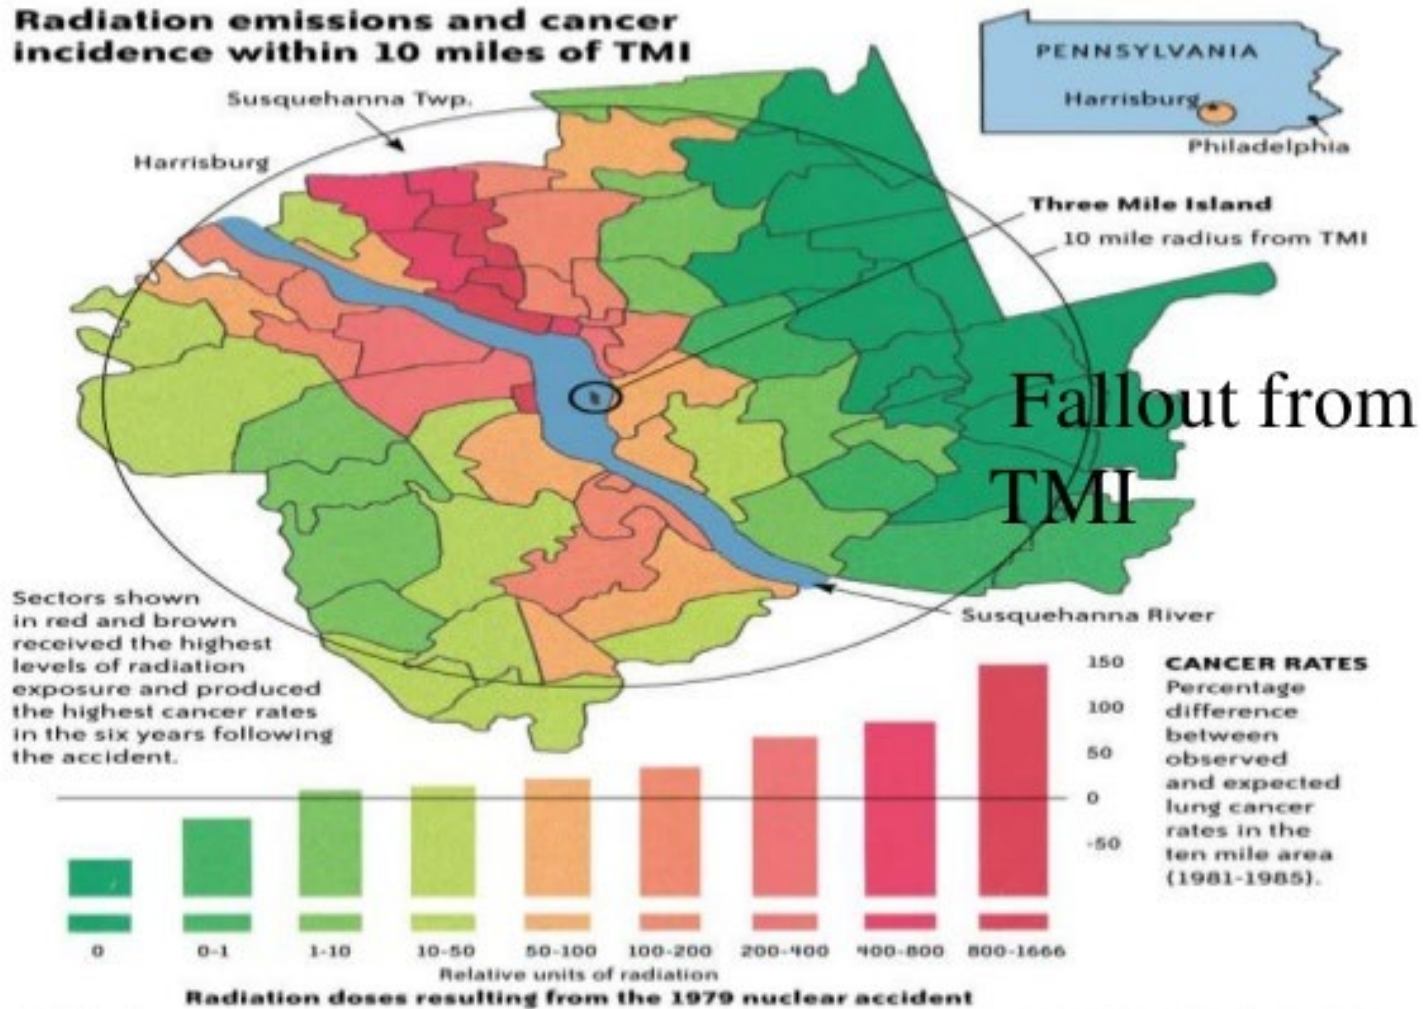 Radiation emissions and cancer
incidence within 10 miles of TMI
Susquehanna Twp.
Harrisburg
PENNSYLVANIA
Harrisburg
Philadelphia
Three Mile Island
10 mile radius from TMI
Fallout from
TMI
Susquehanna River
Sectors shown
in red and brown
received the highest
levels of radiation
exposure and produced
the highest cancer rates
in the six years following
the accident.
150
100
50
0
-50
CANCER RATES
Percentage
difference
between
observed
and expected
lung cancer
rates in the
ten mile area
(1981-1985).
0 0-1 1-10 10-50 50-100 100-200 200-400 400-800 800-1666
Relative units of radiation
Radiation doses resulting from the 1979 nuclear accident